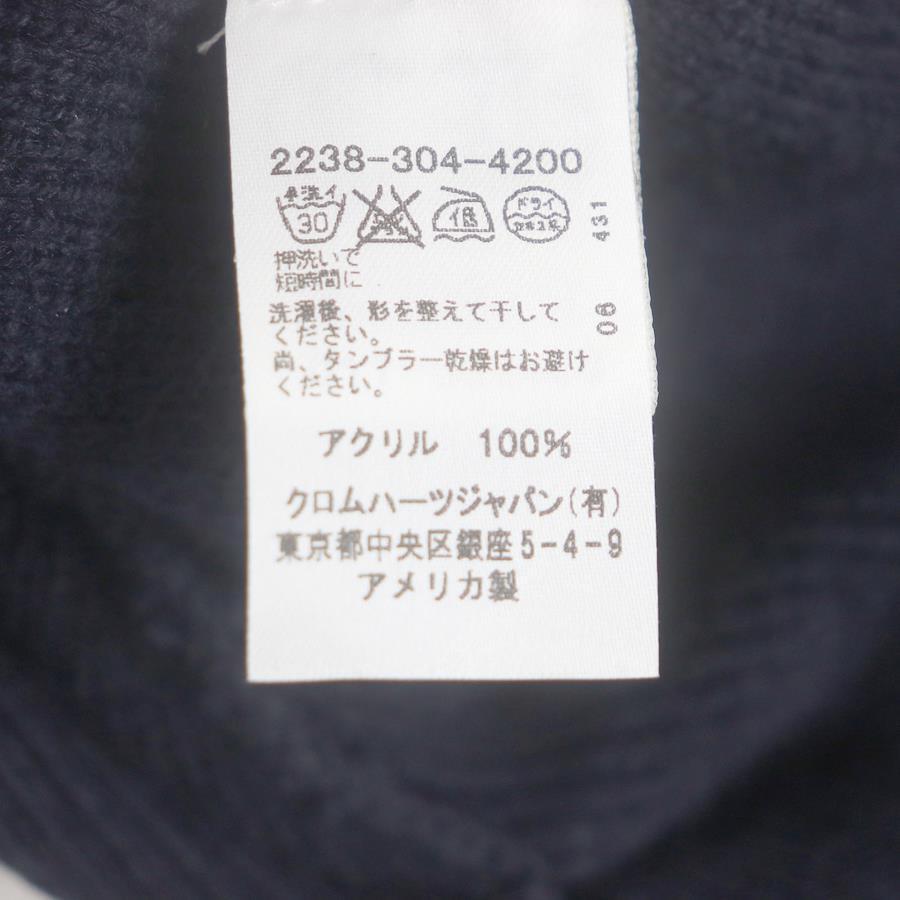 2238-304-4200
手洗イ
30
低
ドライ
セキユ系
押洗いで
短時間に
洗濯後、形を整えて干して
ください。
尚、タンブラー乾燥はお避け
ください。
アクリル 100%
クロムハーツジャパン(有)
東京都中央区銀座5-4-9
アメリカ製
431
06